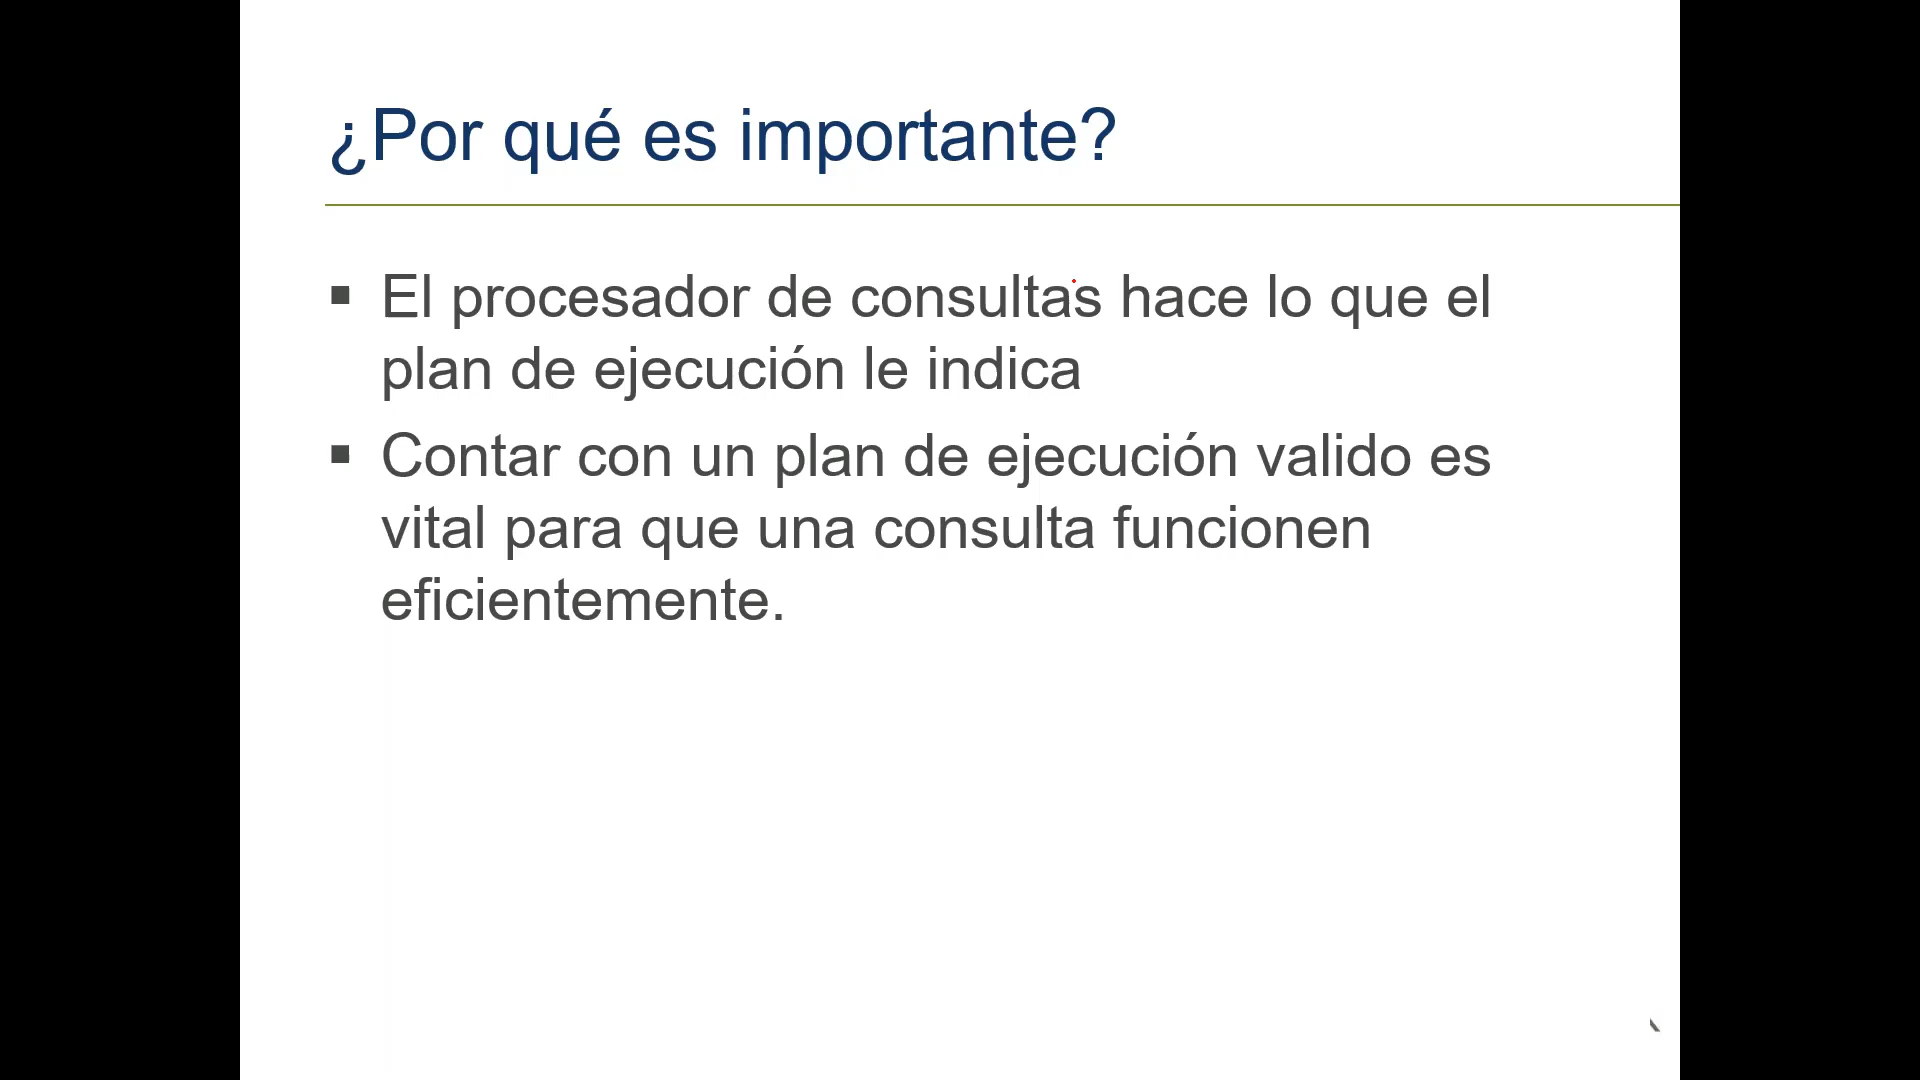 ¿Por qué es importante?
▪ El procesador de consultas hace lo que el
plan de ejecución le indica
▪ Contar con un plan de ejecución valido es
vital para que una consulta funcionen
eficientemente.